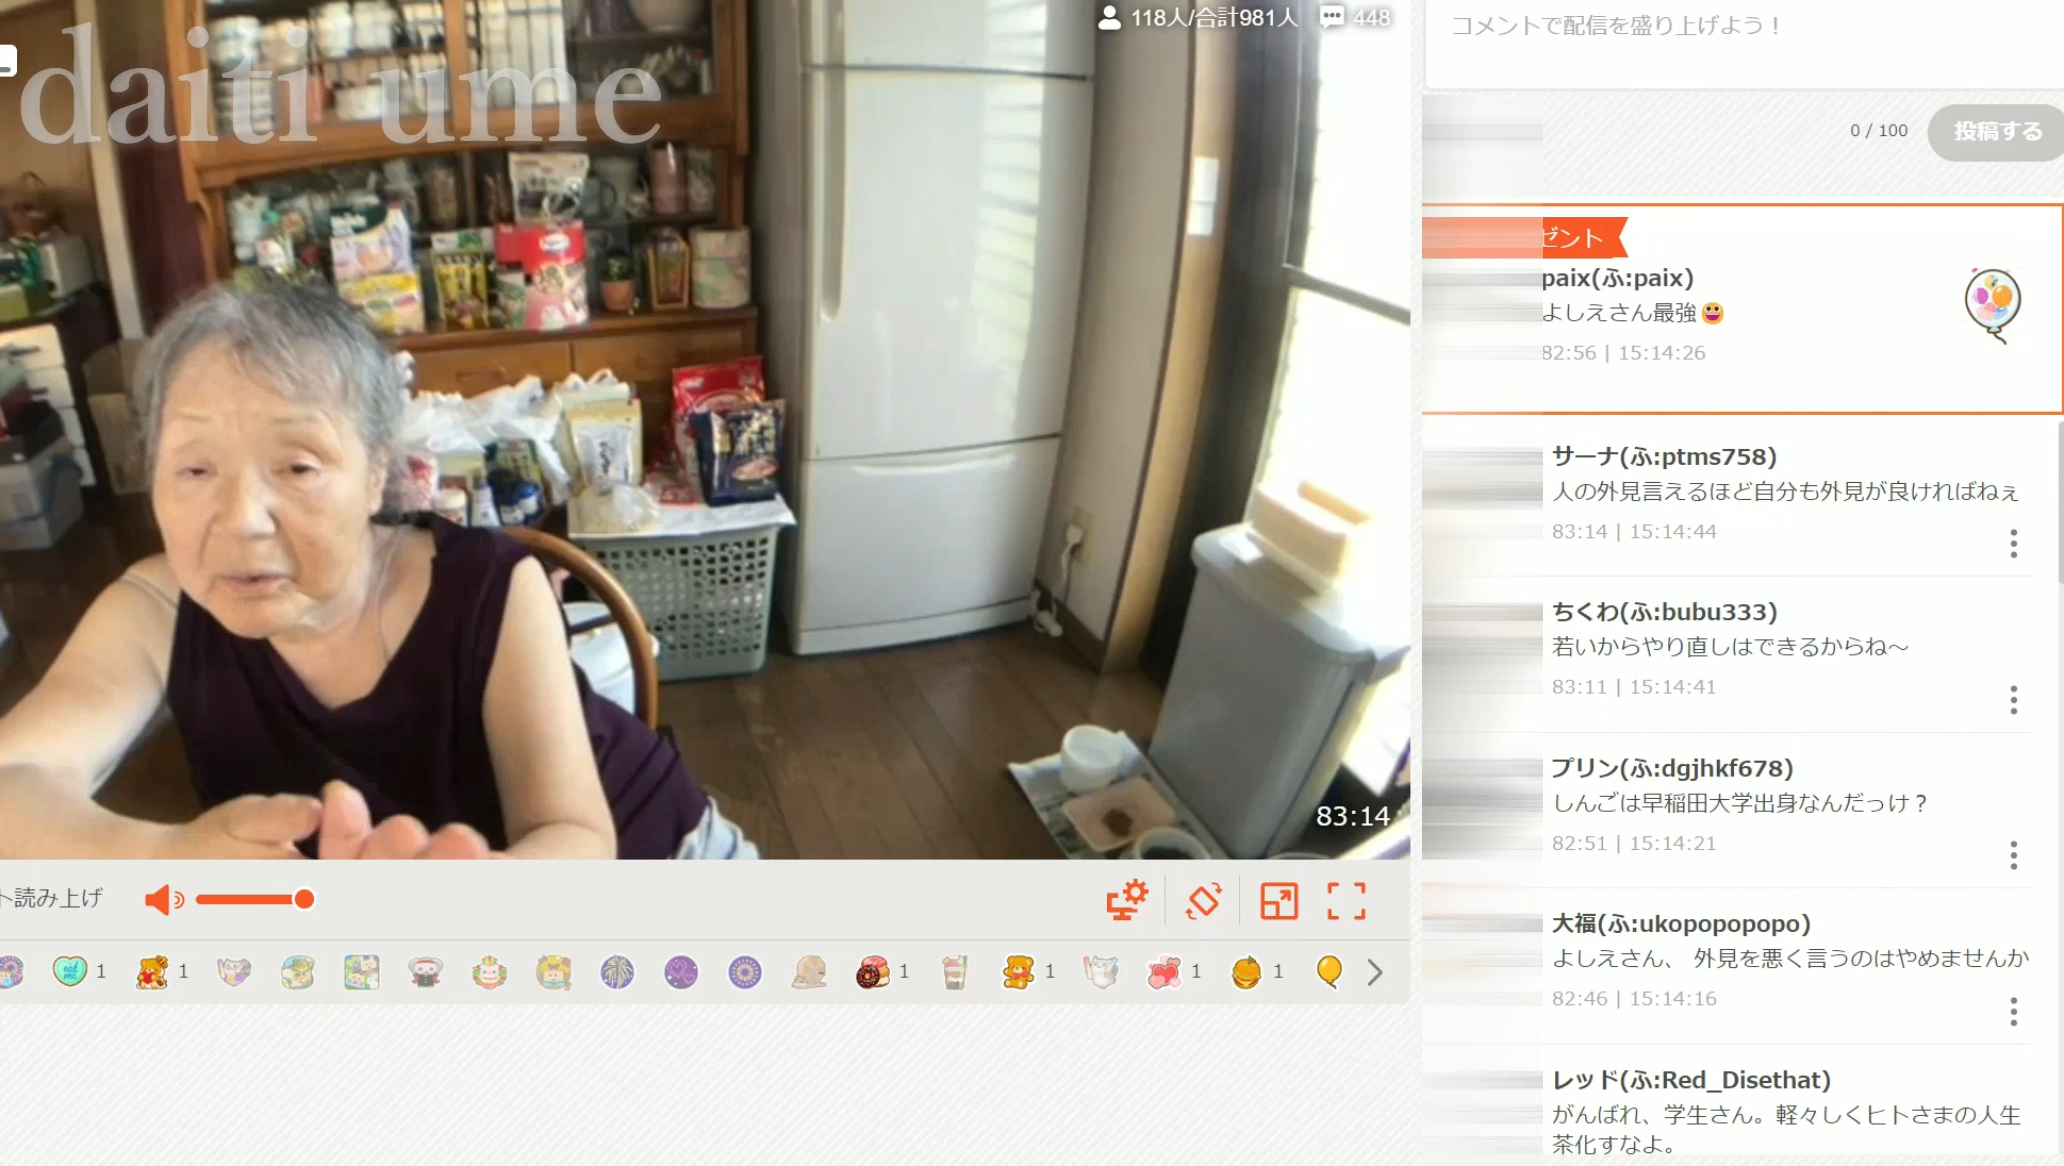 daiti ume
118人/合計981人 448
83:14
ト読み上げ
1
1
1
1
1
1
コメントで配信を盛り上げよう！
0 / 100
投稿する
ゼント
paix(ふ:paix)
よしえさん最強😀
82:56 | 15:14:26
サーナ(ふ:ptms758)
人の外見言えるほど自分も外見が良ければねぇ
83:14 | 15:14:44
ちくわ(ふ:bubu333)
若いからやり直しはできるからね～
83:11 | 15:14:41
プリン(ふ:dgjhkf678)
しんごは早稲田大学出身なんだっけ？
82:51 | 15:14:21
大福(ふ:ukopopopopo)
よしえさん、 外見を悪く言うのはやめませんか
82:46 | 15:14:16
レッド(ふ:Red_Disethat)
がんばれ、学生さん。軽々しくヒトさまの人生
茶化すなよ。